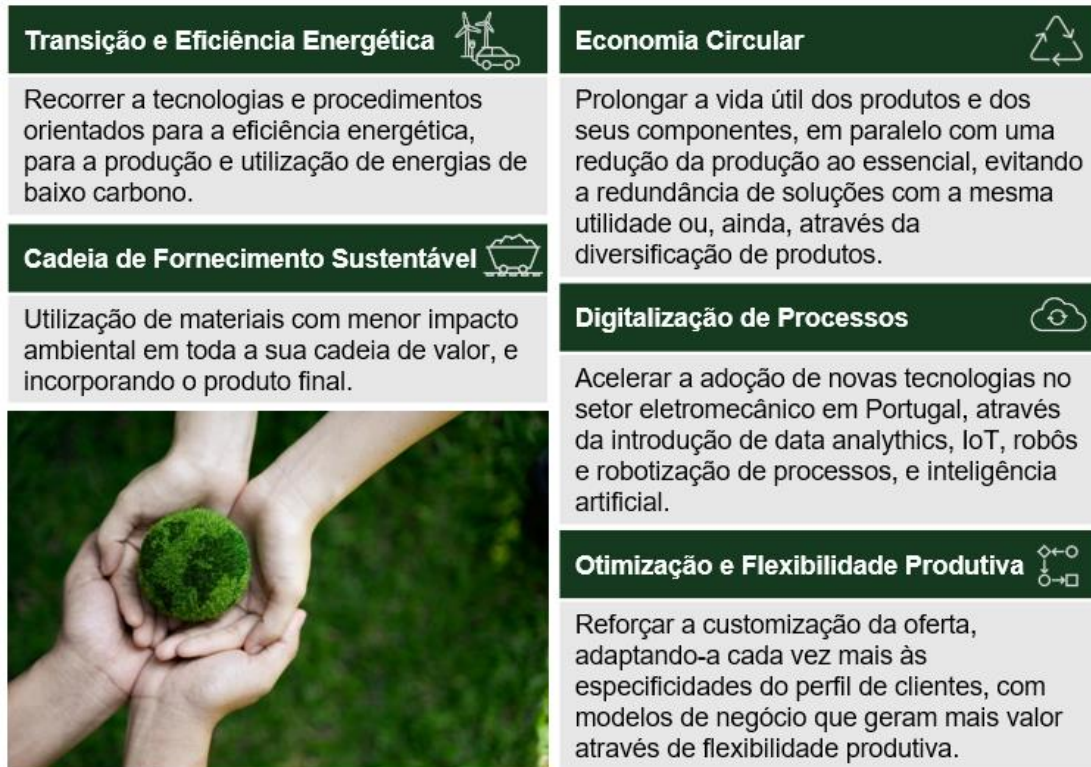 Transição e Eficiência Energética
Recorrer a tecnologias e procedimentos
orientados para a eficiência energética,
para a produção e utilização de energias de
baixo carbono.
Cadeia de Fornecimento Sustentável
Utilização de materiais com menor impacto
ambiental em toda a sua cadeia de valor, e
incorporando o produto final.
Economia Circular
Prolongar a vida útil dos produtos e dos
seus componentes, em paralelo com uma
redução da produção ao essencial, evitando
a redundância de soluções com a mesma
utilidade ou, ainda, através da
diversificação de produtos.
Digitalização de Processos
Acelerar a adoção de novas tecnologias no
setor eletromecânico em Portugal, através
da introdução de data analythics, IoT, robôs
e robotização de processos, e inteligência
artificial.
Otimização e Flexibilidade Produtiva
Reforçar a customização da oferta,
adaptando-a cada vez mais às
especificidades do perfil de clientes, com
modelos de negócio que geram mais valor
através de flexibilidade produtiva.